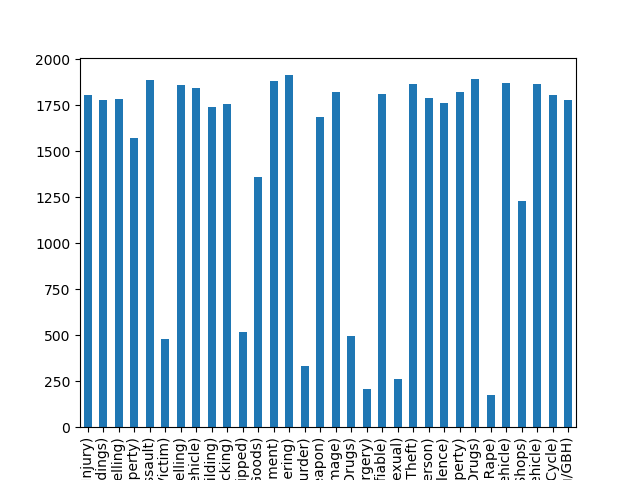 2000
1750
1500
1250
1000
750
500
250
0
njury)
dings)
elling)
perty)
ssault)
Victim)
elling)
ehicle)
ilding)
cking)
ipped)
Goods)
ment)
ering)
urder)
eapon)
mage)
Drugs)
rgery)
fiable)
exual)
Theft)
erson)
lence)
perty)
Drugs)
Rape)
ehicle)
shops)
ehicle)
Cycle)
/GBH)